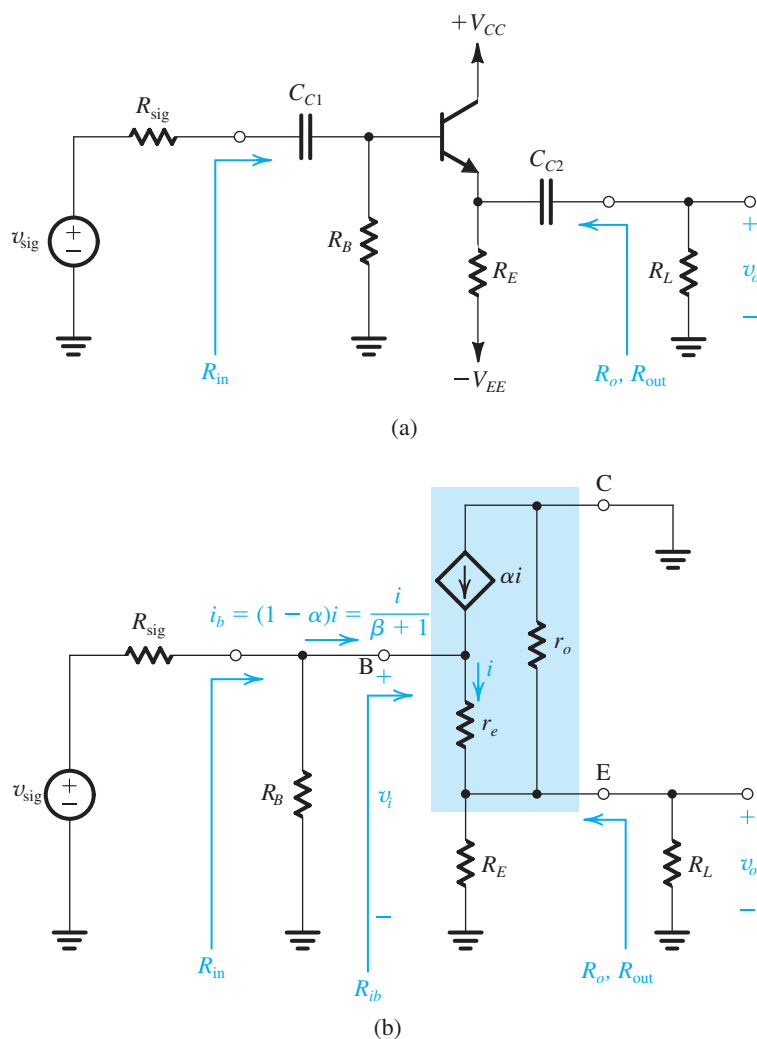 +V_CC
C_C1
R_sig
C_C2
v_sig
+
−
R_B
R_E
R_L
+
v_o
−
R_in
−V_EE
R_o, R_out
(a)
C
αi
i_b = (1 − α)i = i / (β + 1)
R_sig
r_o
B
+
i
r_e
v_sig
+
−
R_B
v_i
E
+
R_E
R_L
v_o
−
−
R_in
R_ib
R_o, R_out
(b)